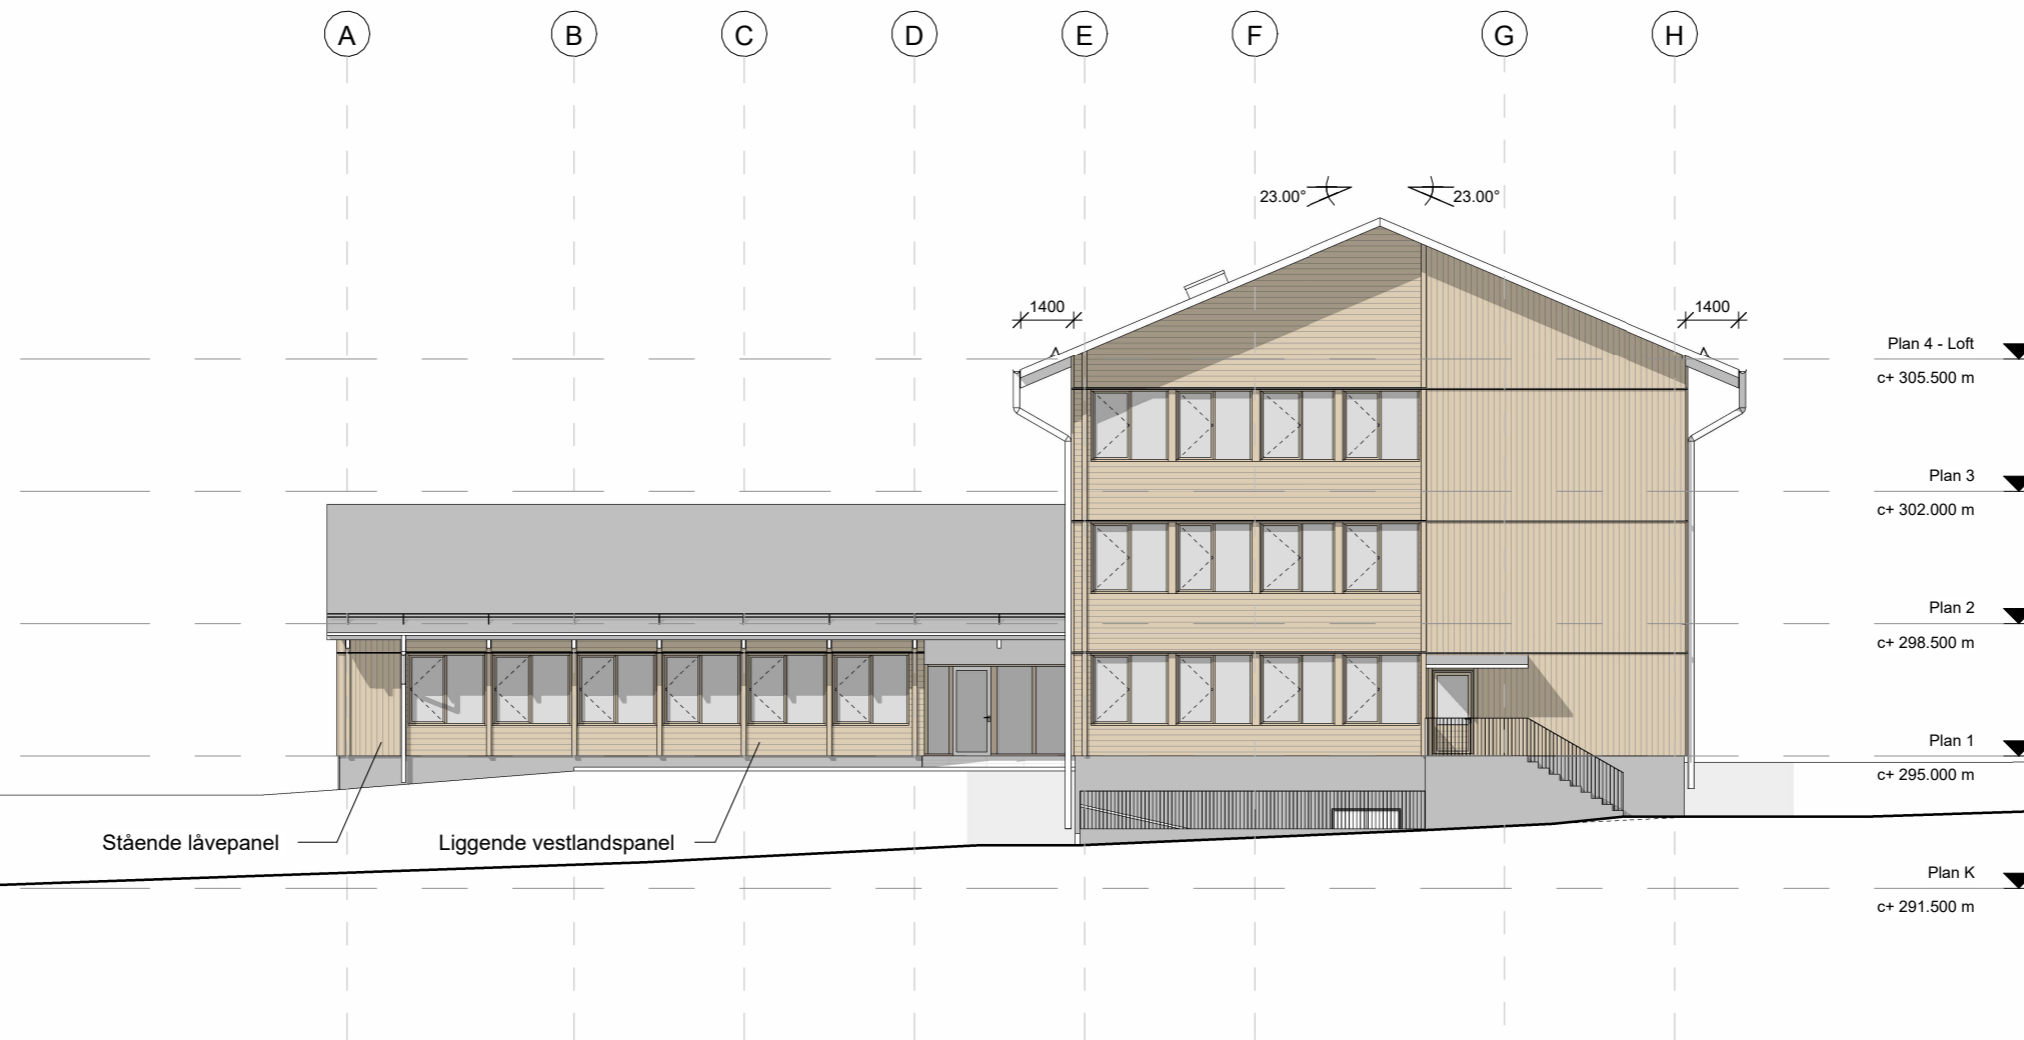 A
B
C
D
E
F
G
H
23.00°
23.00°
1400
1400
Plan 4 - Loft
c+ 305.500 m
Plan 3
c+ 302.000 m
Plan 2
c+ 298.500 m
Plan 1
c+ 295.000 m
Stående låvepanel
Liggende vestlandspanel
Plan K
c+ 291.500 m